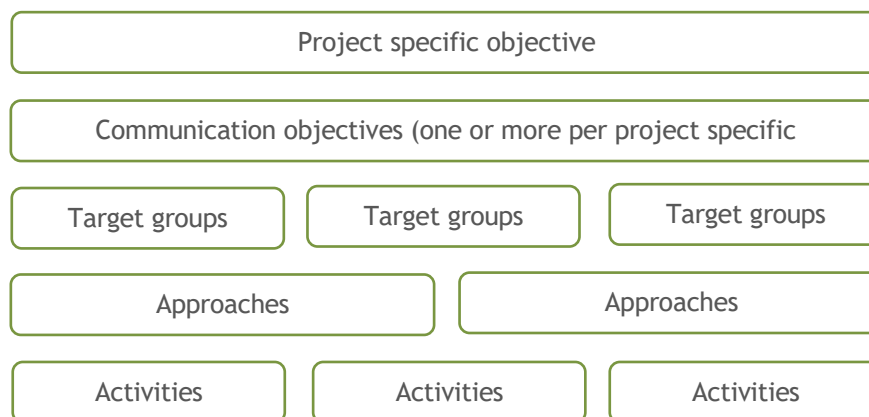 Project specific objective
Communication objectives (one or more per project specific
Target groups
Target groups
Target groups
Approaches
Approaches
Activities
Activities
Activities